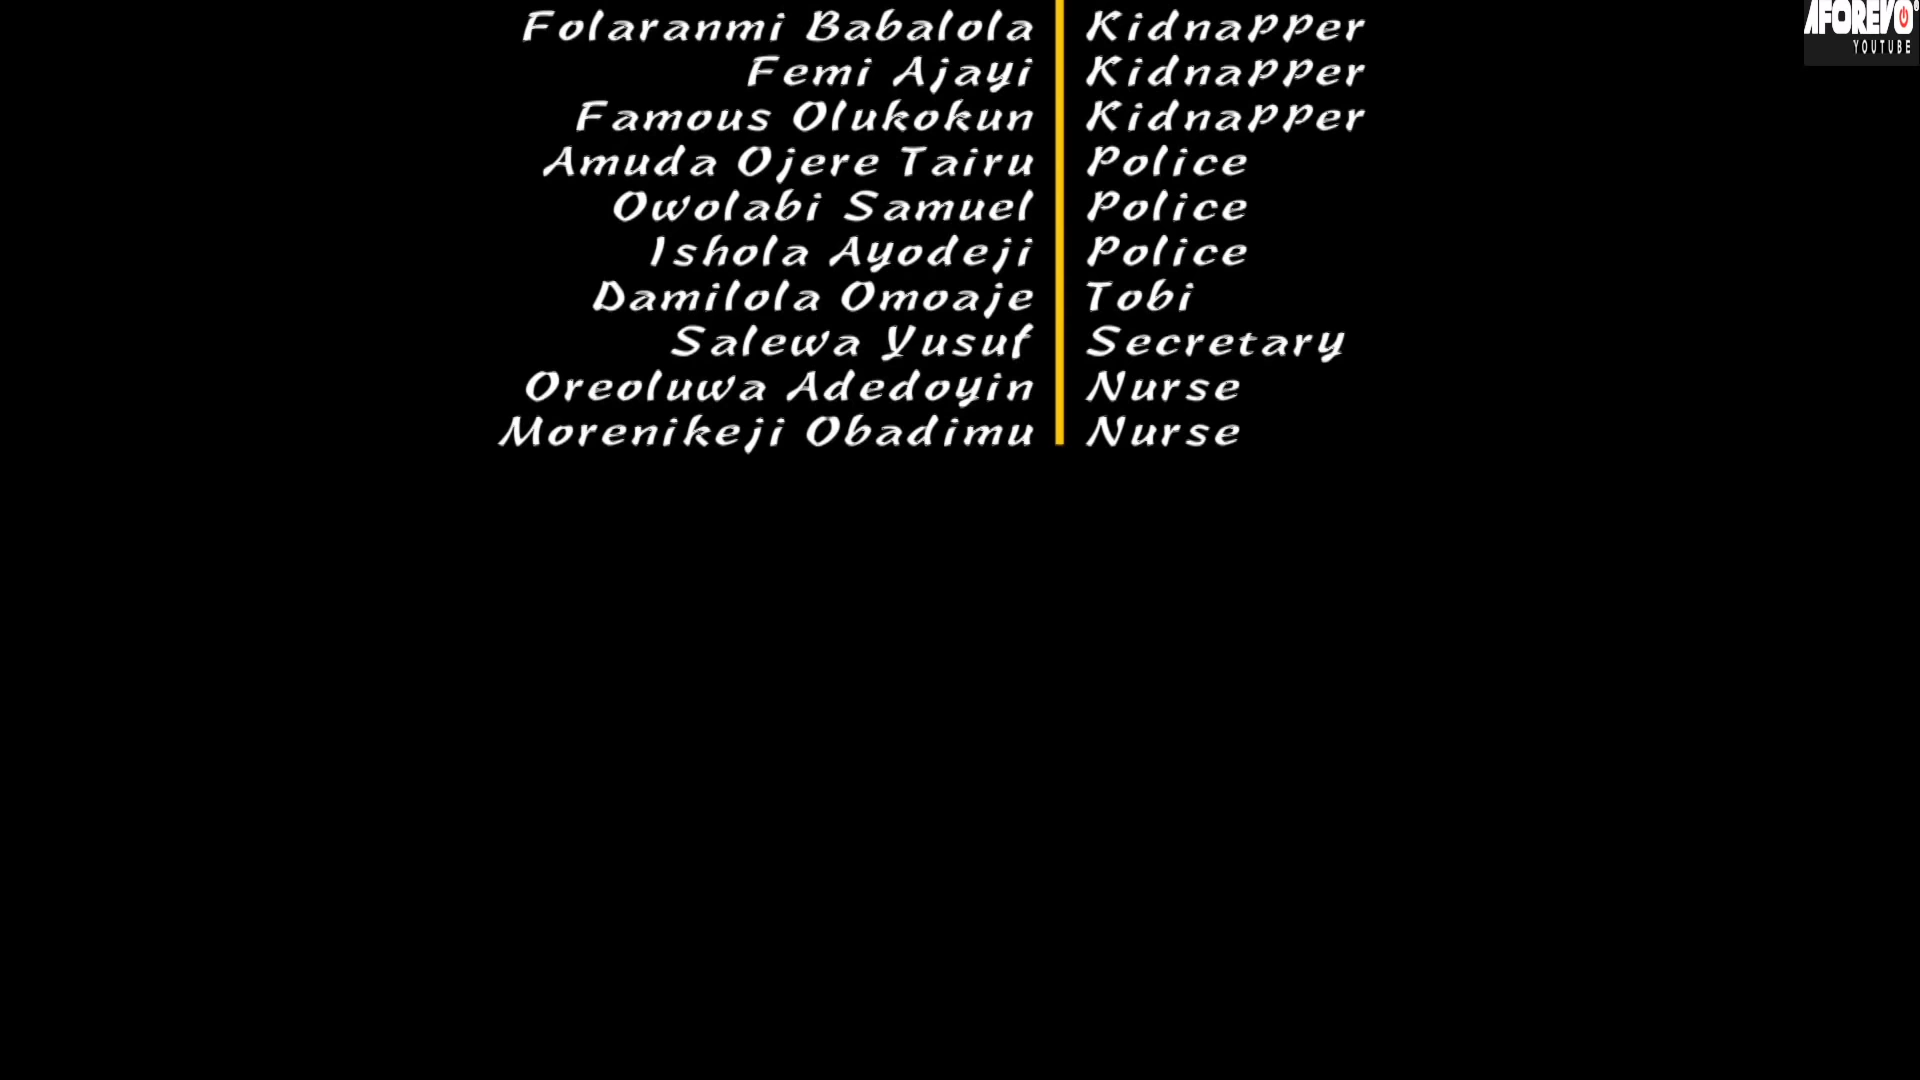 Folaranmi Babalola Kidnapper
Femi Ajayi Kidnapper
Famous Olukokun Kidnapper
Amuda Ojere Tairu Police
Owolabi Samuel Police
Ishola Ayodeji Police
Damilola Omoaje Tobi
Salewa Yusuf Secretary
Oreoluwa Adedoyin Nurse
Morenikeji Obadimu Nurse
AFOREVO®
YOUTUBE